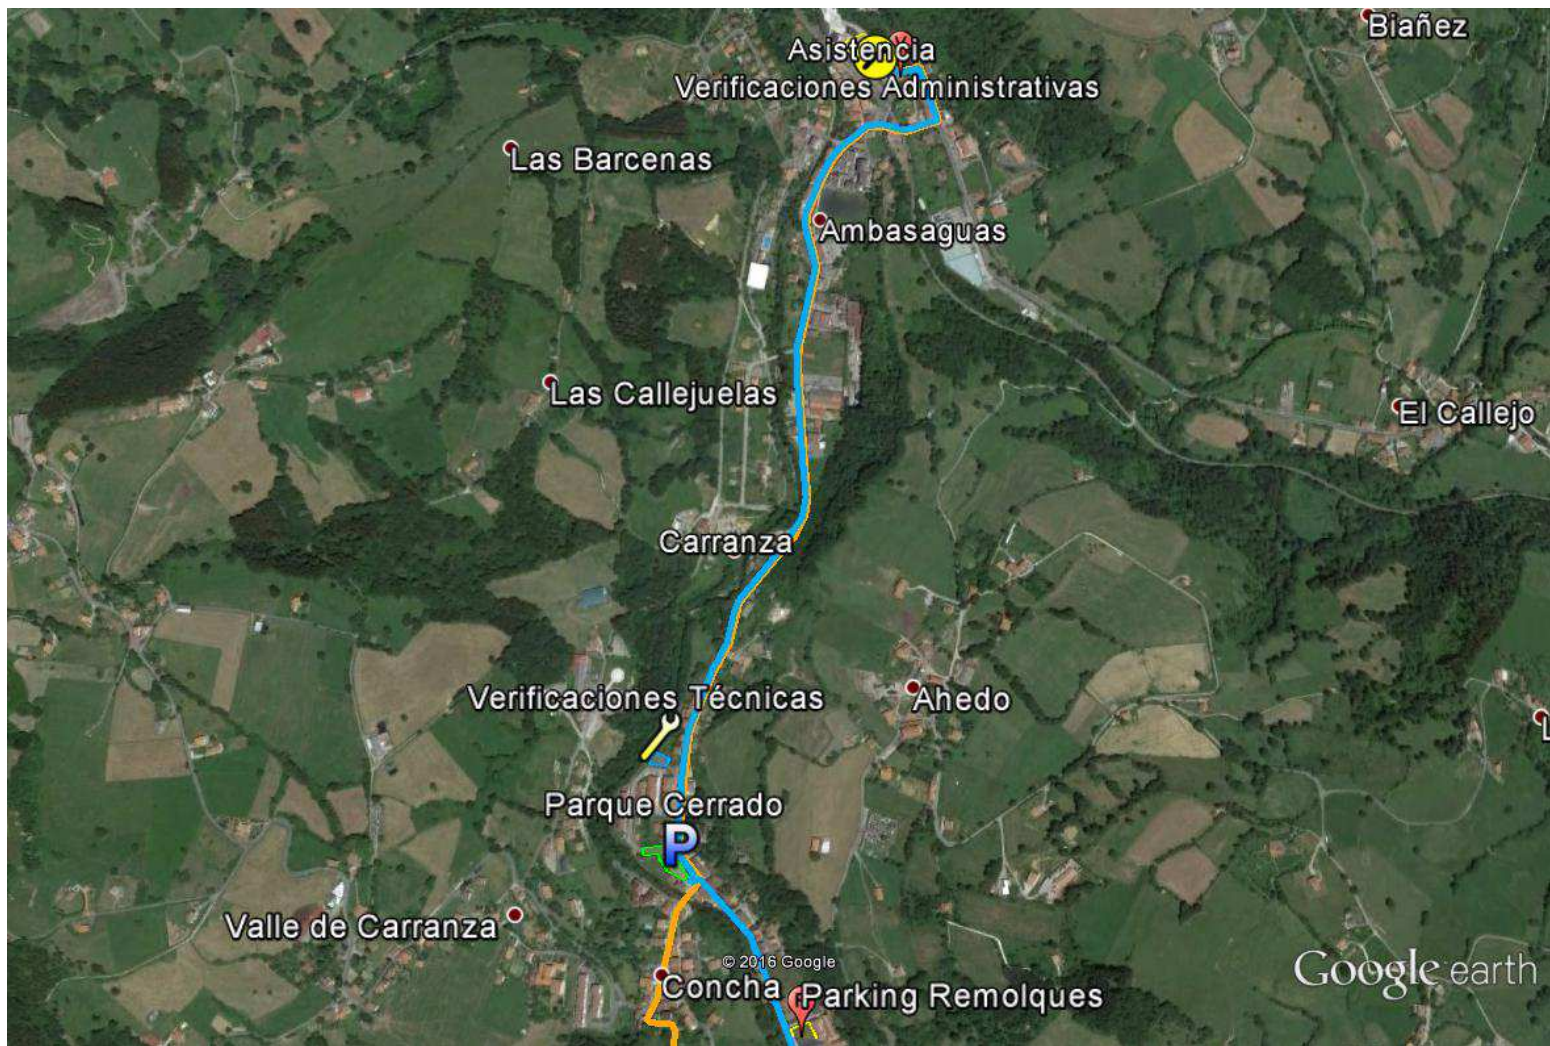 Biañez
Asistencia
Verificaciones Administrativas
Las Barcenas
Ambasaguas
Las Callejuelas
El Callejo
Carranza
Verificaciones Técnicas
Ahedo
L
Parque Cerrado
P
Valle de Carranza
© 2016 Google
Google earth
Concha
Parking Remolques